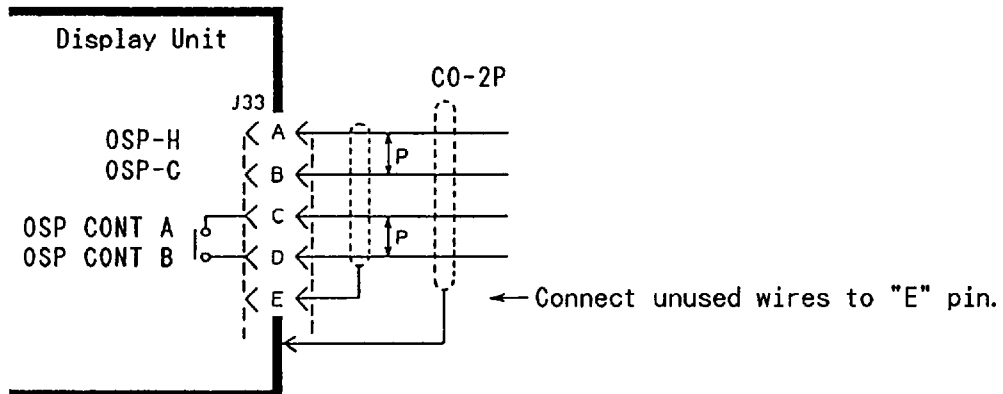 Display Unit
CO-2P
J33
A
OSP-H
P
OSP-C
B
C
OSP CONT A
P
OSP CONT B
D
E
Connect unused wires to "E" pin.